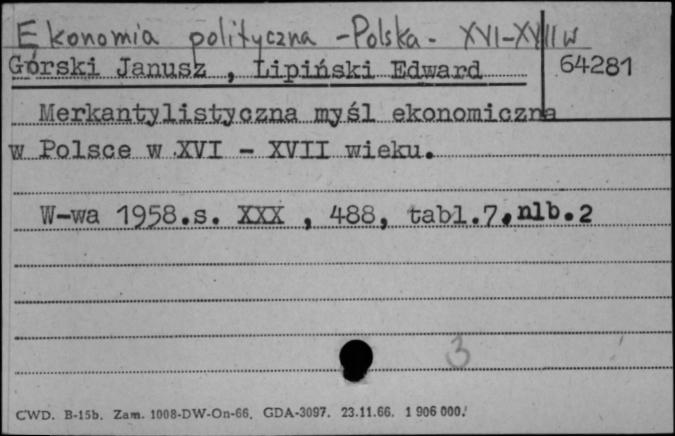 Ekonomia polityczna - Polska - XVI-XVII w
Górski Janusz , Lipiński Edward 64281
Merkantylistyczna myśl ekonomiczna
w Polsce w XVI - XVII wieku.
W-wa 1958.s. XXX , 488, tabl.7, nlb.2
3
CWD. B-15b. Zam. 1008-DW-On-66. GDA-3097. 23.11.66. 1 906 000.